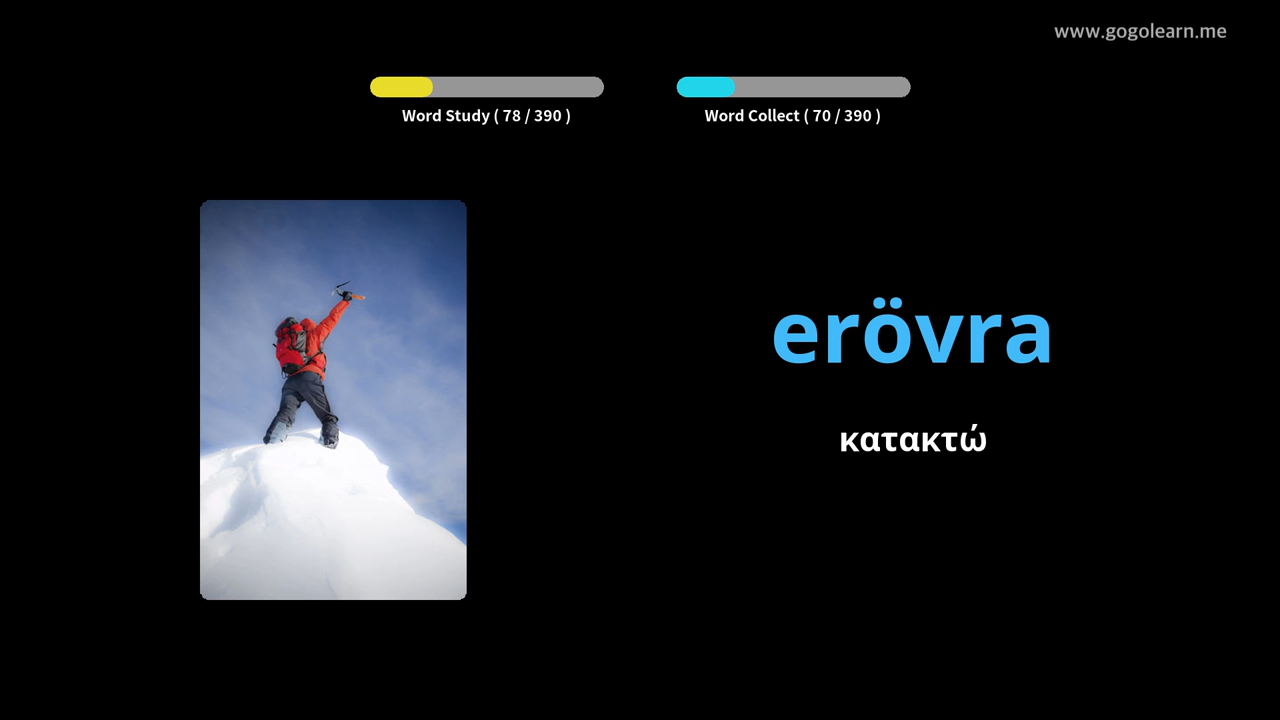 www.gogolearn.me
Word Study ( 78 / 390 )
Word Collect ( 70 / 390 )
erövra
κατακτώ